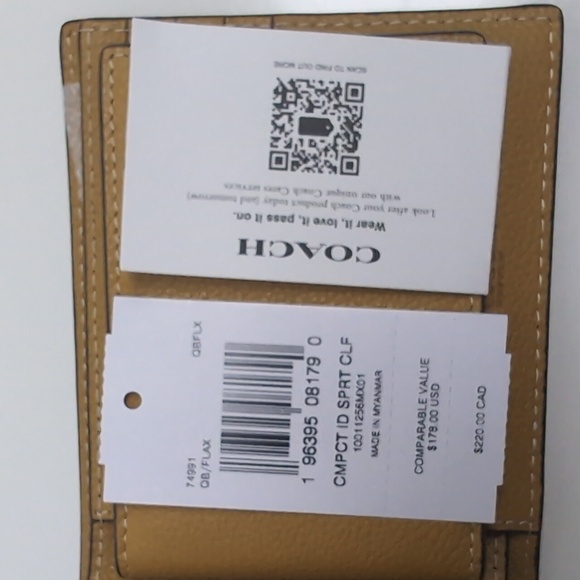 COACH
Wear it, love it, pass it on.
Look after your Coach product today (and tomorrow)
with our unique Coach Care services
SCAN TO FIND OUT MORE
74991
QB/FLAX
QBFLX
1 96395 08179 0
CMPCT ID SPRT CLF
10011256MX01
MADE IN MYANMAR
COMPARABLE VALUE
$178.00 USD
$220.00 CAD